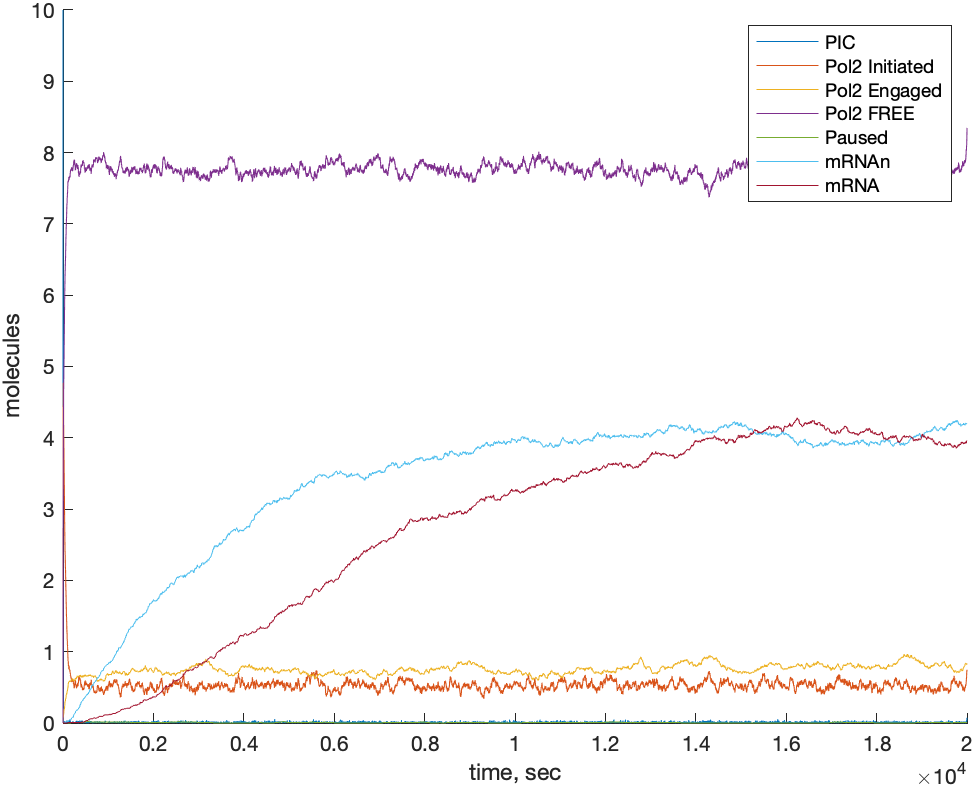 10
9
8
7
6
5
4
3
2
1
0
molecules
PIC
Pol2 Initiated
Pol2 Engaged
Pol2 FREE
Paused
mRNAn
mRNA
0 0.2 0.4 0.6 0.8 1 1.2 1.4 1.6 1.8 2
time, sec
×10⁴